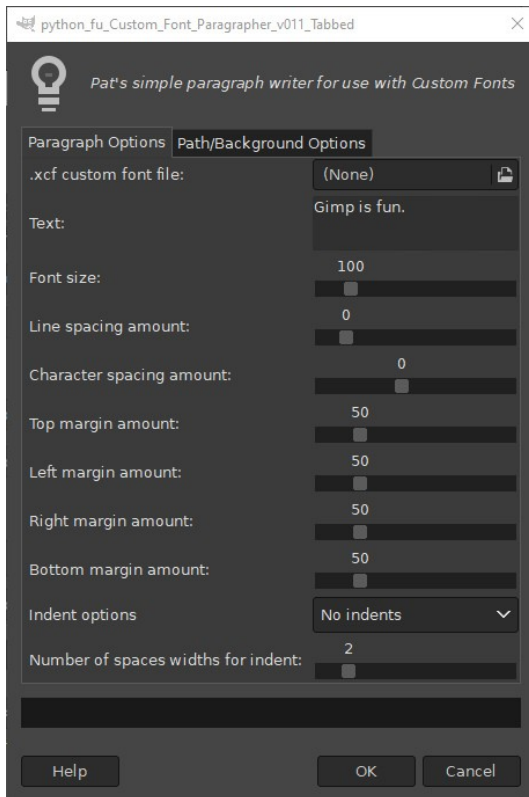 python_fu_Custom_Font_Paragrapher_v011_Tabbed
Pat's simple paragraph writer for use with Custom Fonts
Paragraph Options Path/Background Options
.xcf custom font file: (None)
Text: Gimp is fun.
Font size: 100
Line spacing amount: 0
Character spacing amount: 0
Top margin amount: 50
Left margin amount: 50
Right margin amount: 50
Bottom margin amount: 50
Indent options No indents
Number of spaces widths for indent: 2
Help OK Cancel